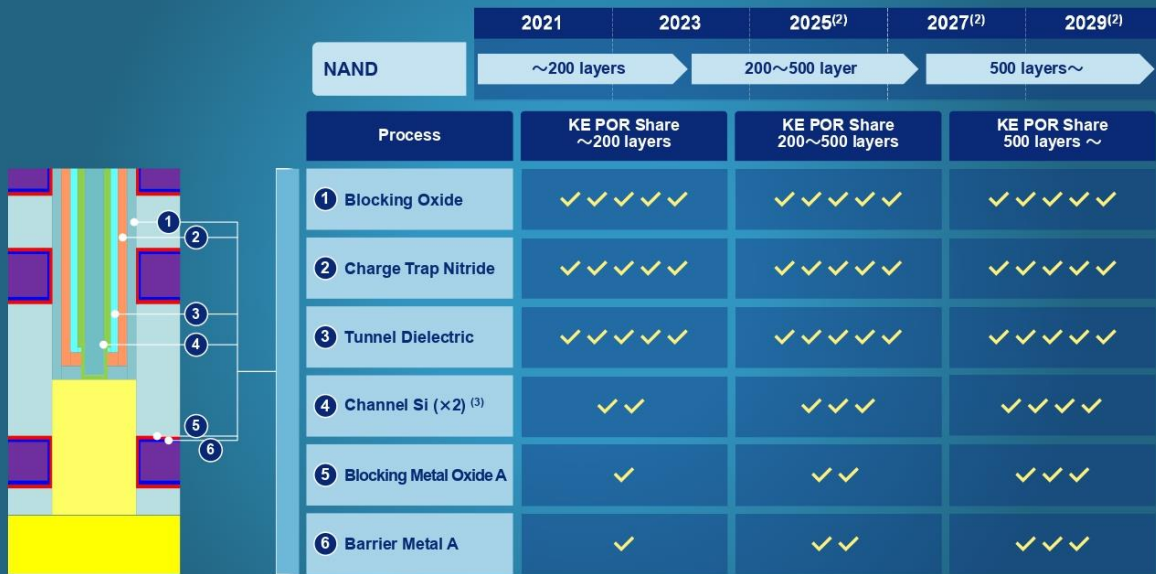 2021 2023 2025(2) 2027(2) 2029(2)
NAND
~200 layers 200~500 layer 500 layers~
Process
KE POR Share
~200 layers
KE POR Share
200~500 layers
KE POR Share
500 layers ~
1 Blocking Oxide
2 Charge Trap Nitride
3 Tunnel Dielectric
4 Channel Si (×2) (3)
5 Blocking Metal Oxide A
6 Barrier Metal A
1
2
3
4
5
6